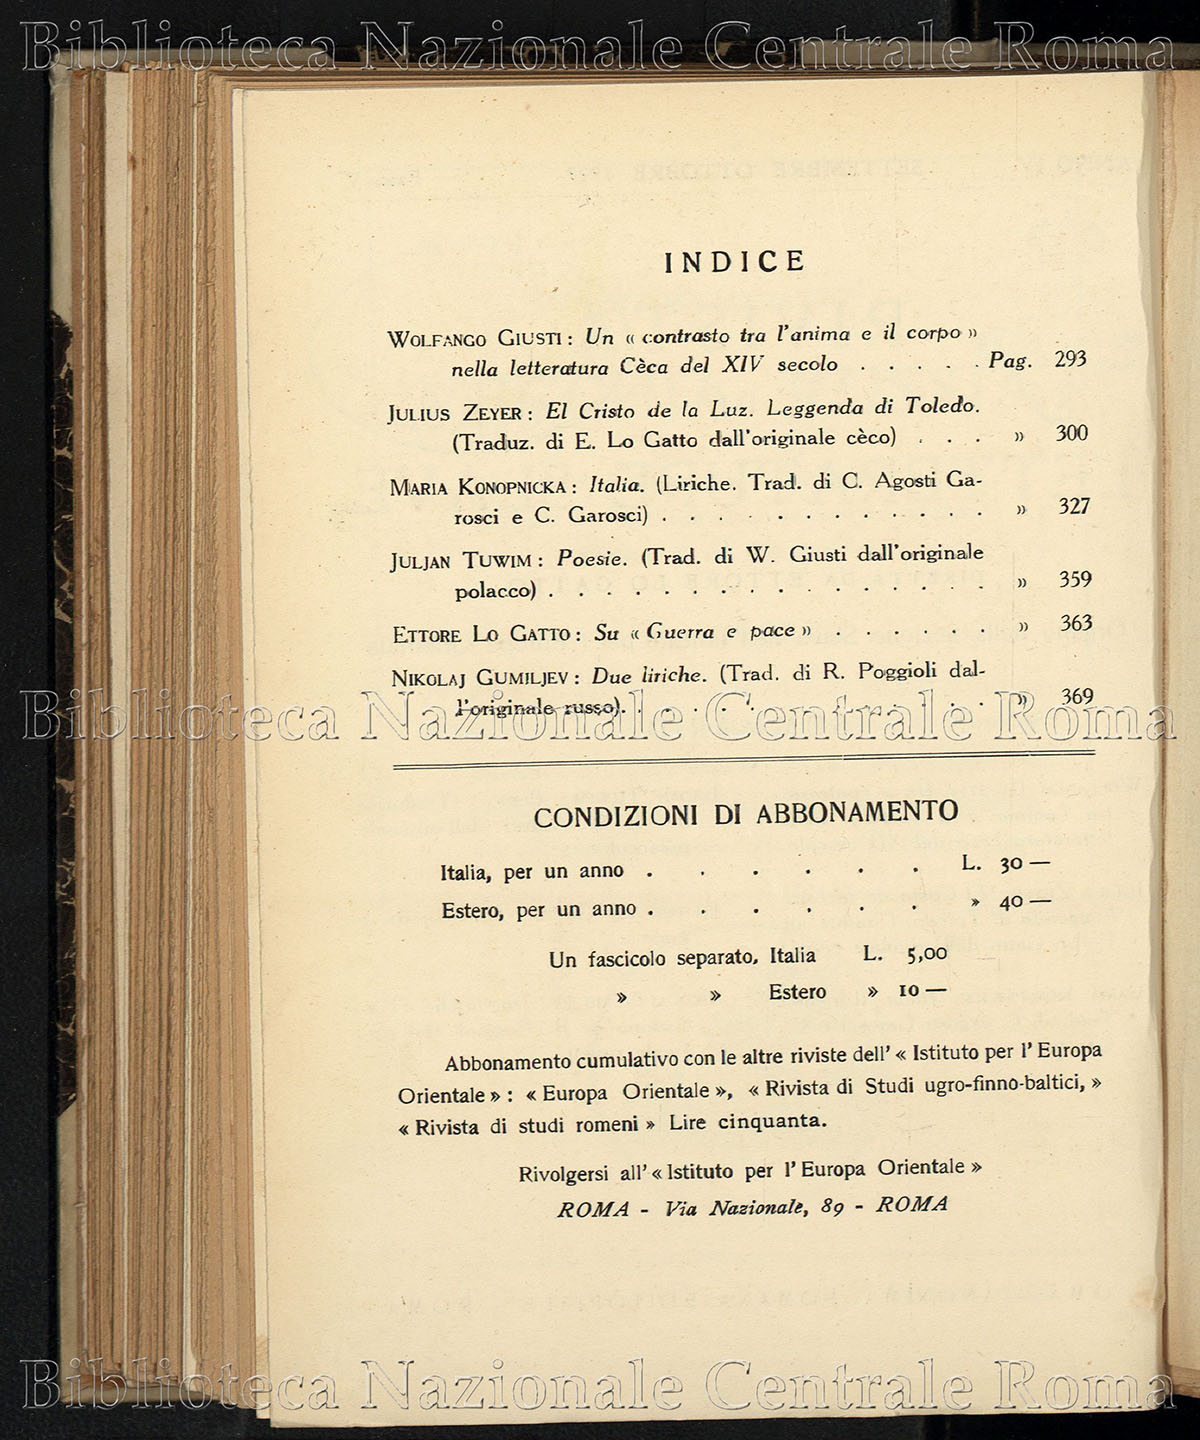 Biblioteca Nazionale Centrale Roma
INDICE
WOLFANGO GIUSTI : Un « contrasto tra l'anima e il corpo »
nella letteratura Cèca del XIV secolo . . . . . Pag. 293
JULIUS ZEYER : El Cristo de la Luz. Leggenda di Toledo.
(Traduz. di E. Lo Gatto dall'originale cèco) . . . » 300
MARIA KONOPNICKA : Italia. (Liriche. Trad. di C. Agosti Ga-
rosci e C. Garosci) . . . . . . . . . . . . » 327
JULJAN TUWIM : Poesie. (Trad. di W. Giusti dall'originale
polacco) . . . . . . . . . . . . . . . . » 359
ETTORE LO GATTO : Su « Guerra e pace » . . . . . . » 363
NIKOLAJ GUMILJEV : Due liriche. (Trad. di R. Poggioli dal-
l'originale russo). . . . . . . . . . . . . » 369
Biblioteca Nazionale Centrale Roma
CONDIZIONI DI ABBONAMENTO
Italia, per un anno . . . . . . L. 30 —
Estero, per un anno . . . . . . » 40 —
Un fascicolo separato, Italia L. 5,00
» » Estero » 10 —
Abbonamento cumulativo con le altre riviste dell' « Istituto per l' Europa
Orientale » : « Europa Orientale », « Rivista di Studi ugro-finno-baltici, »
« Rivista di studi romeni » Lire cinquanta.
Rivolgersi all' « Istituto per l' Europa Orientale »
ROMA - Via Nazionale, 89 - ROMA
Biblioteca Nazionale Centrale Roma